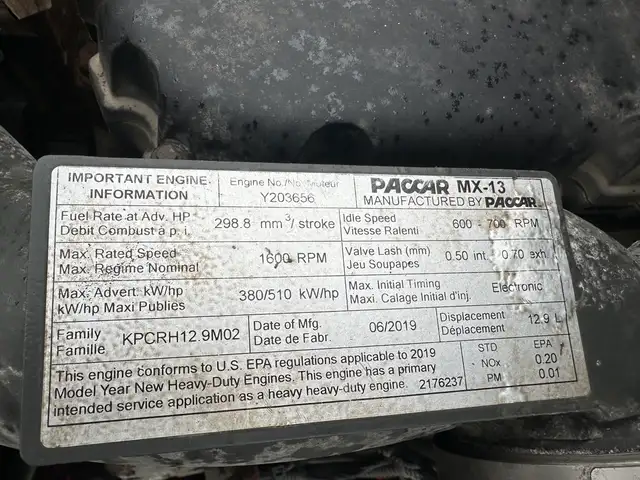 IMPORTANT ENGINE
INFORMATION
Engine No./No. Moteur
Y203656
PACCAR MX-13
MANUFACTURED BY PACCAR
Fuel Rate at Adv. HP
Debit Combust á p. i.
298.8 mm³/ stroke
Idle Speed
Vitesse Ralenti
600 - 700 RPM
Max. Rated Speed
Max. Regime Nominal
1600 RPM
Valve Lash (mm)
Jeu Soupapes
0.50 int. 0.70 exh.
Max. Advert. kW/hp
kW/hp Maxi Publies
380/510 kW/hp
Max. Initial Timing
Maxi. Calage Initial d'inj.
Electronic
Family
Famille
KPCRH12.9M02
Date of Mfg.
Date de Fabr.
06/2019
Displacement
Déplacement
12.9 L
This engine conforms to U.S. EPA regulations applicable to 2019
Model Year New Heavy-Duty Engines. This engine has a primary
intended service application as a heavy heavy-duty engine. 2176237
STD EPA
NOx 0.20
PM 0.01